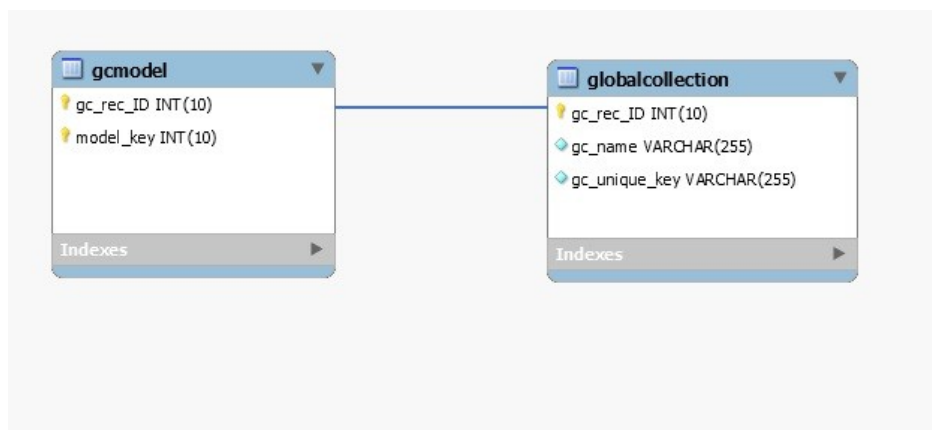 gcmodel
gc_rec_ID INT(10)
model_key INT(10)
Indexes
globalcollection
gc_rec_ID INT(10)
gc_name VARCHAR(255)
gc_unique_key VARCHAR(255)
Indexes